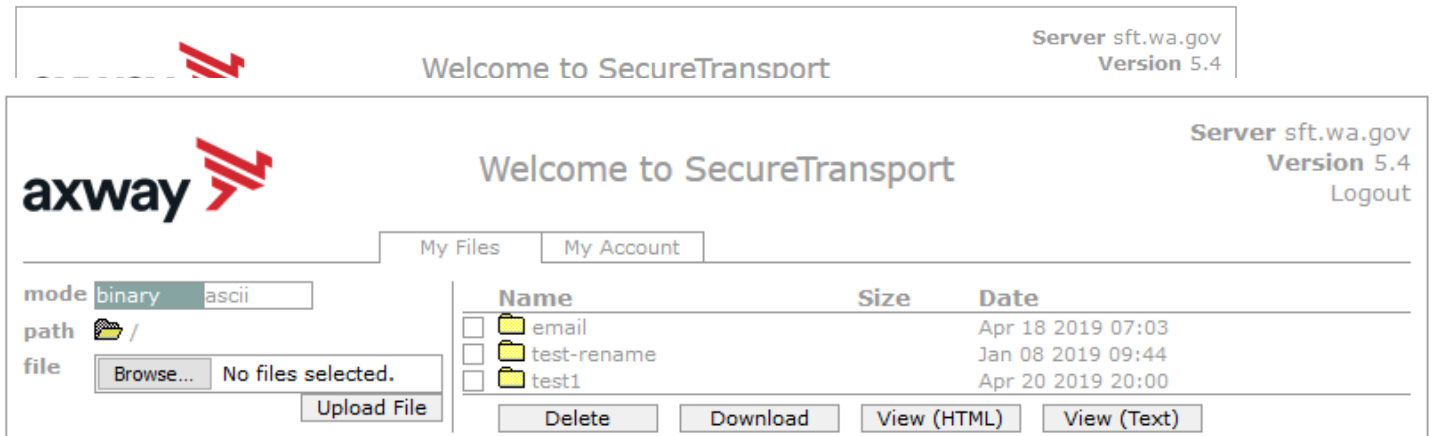 Server sft.wa.gov
Welcome to SecureTransport
Version 5.4
Server sft.wa.gov
axway
Welcome to SecureTransport
Version 5.4
Logout
My Files My Account
mode binary ascii
Name Size Date
path /
email Apr 18 2019 07:03
test-rename Jan 08 2019 09:44
file
Browse... No files selected.
test1 Apr 20 2019 20:00
Upload File
Delete Download View (HTML) View (Text)